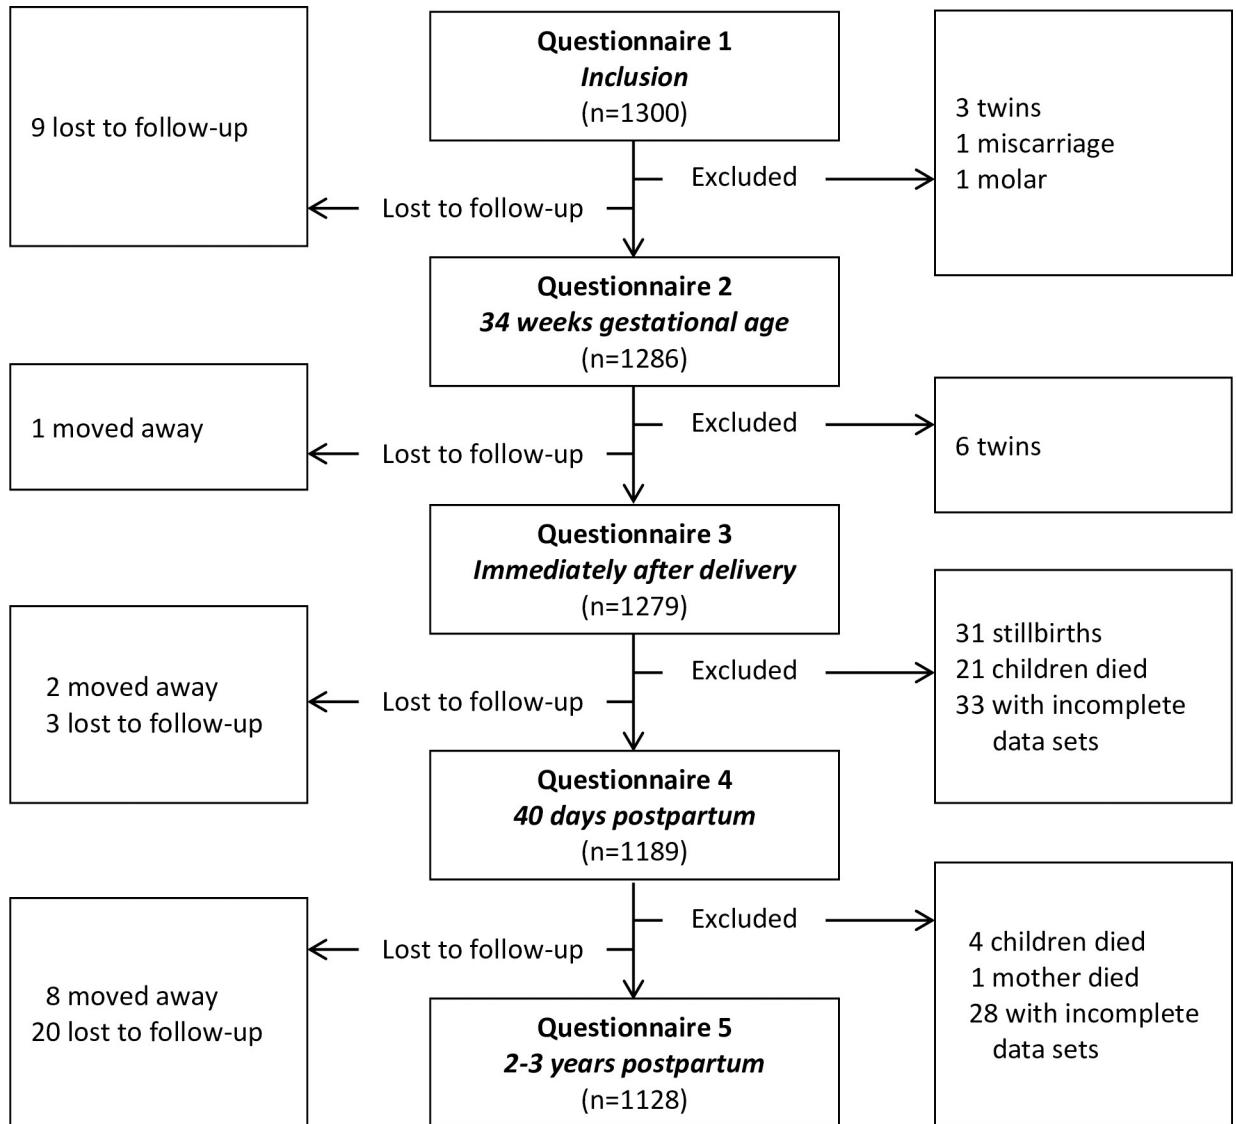 Questionnaire 1
Inclusion
(n=1300)
9 lost to follow-up
3 twins
1 miscarriage
1 molar
Excluded
Lost to follow-up
Questionnaire 2
34 weeks gestational age
(n=1286)
1 moved away
6 twins
Excluded
Lost to follow-up
Questionnaire 3
Immediately after delivery
(n=1279)
2 moved away
3 lost to follow-up
31 stillbirths
21 children died
33 with incomplete
data sets
Excluded
Lost to follow-up
Questionnaire 4
40 days postpartum
(n=1189)
8 moved away
20 lost to follow-up
4 children died
1 mother died
28 with incomplete
data sets
Excluded
Lost to follow-up
Questionnaire 5
2-3 years postpartum
(n=1128)